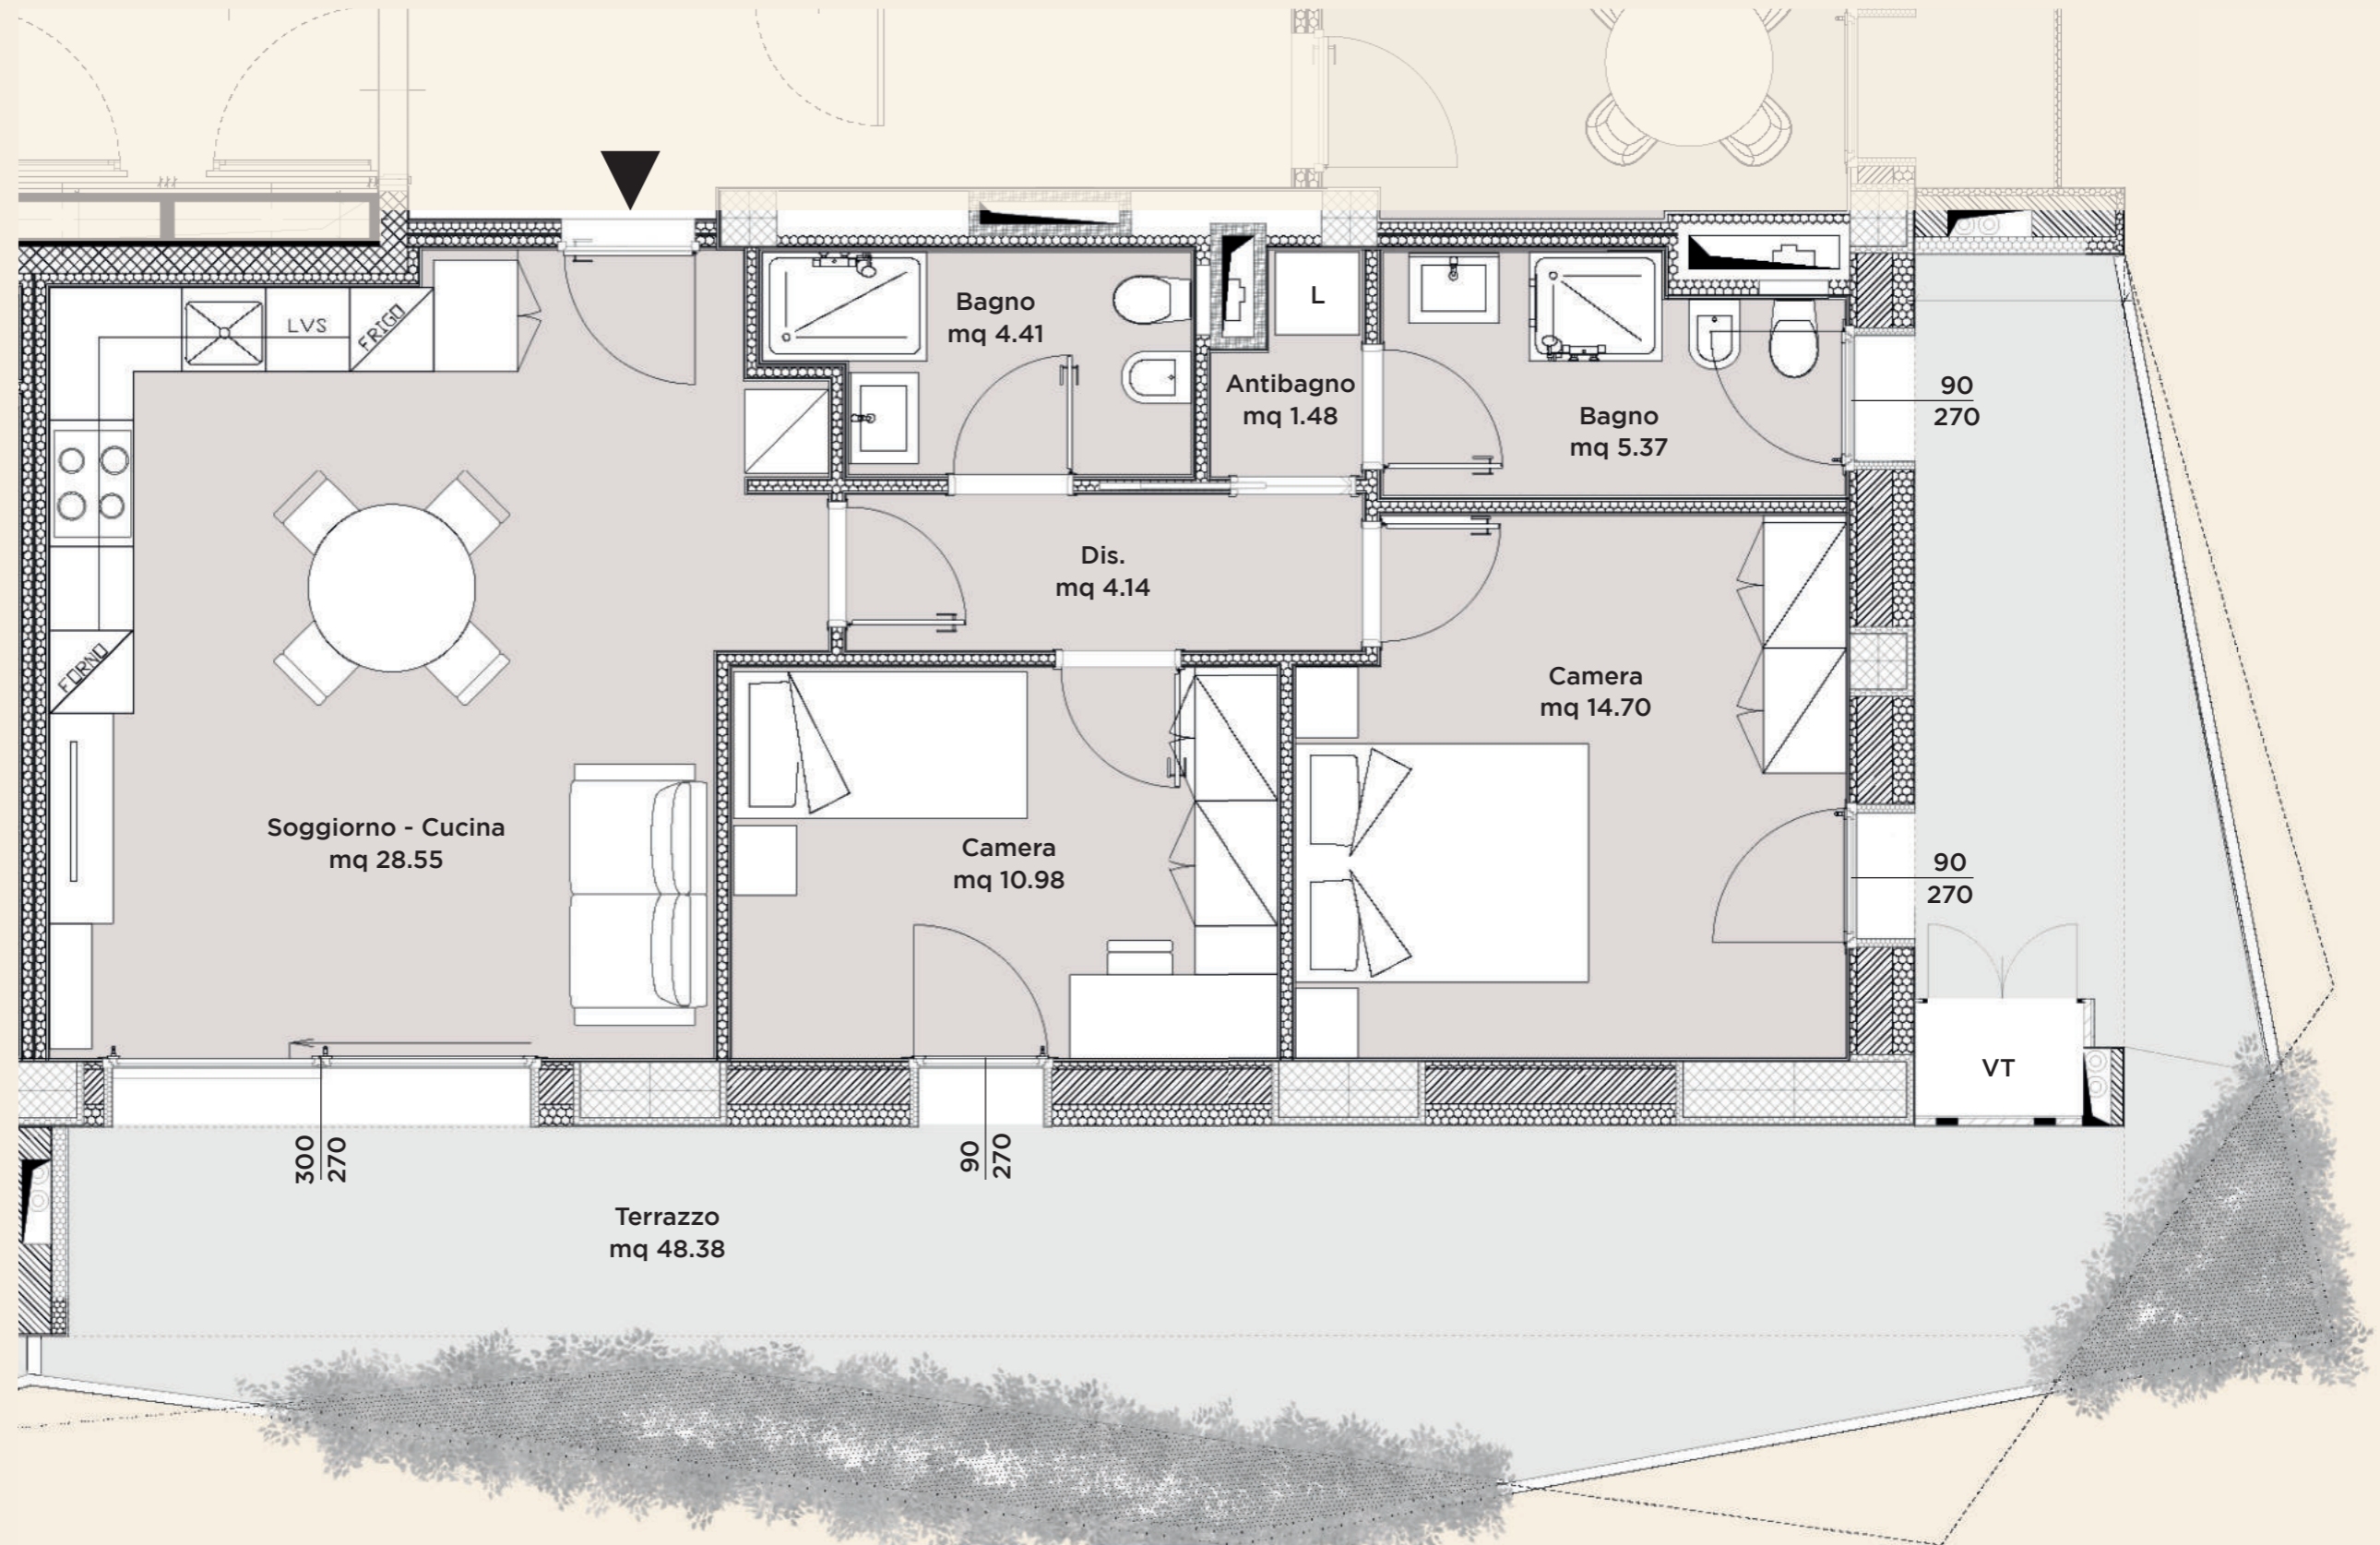 LVS
FRIGO
Bagno
mq 4.41
L
Antibagno
mq 1.48
Bagno
mq 5.37
90
270
Dis.
mq 4.14
FORNO
Camera
mq 14.70
Soggiorno - Cucina
mq 28.55
Camera
mq 10.98
90
270
VT
300
270
90
270
Terrazzo
mq 48.38